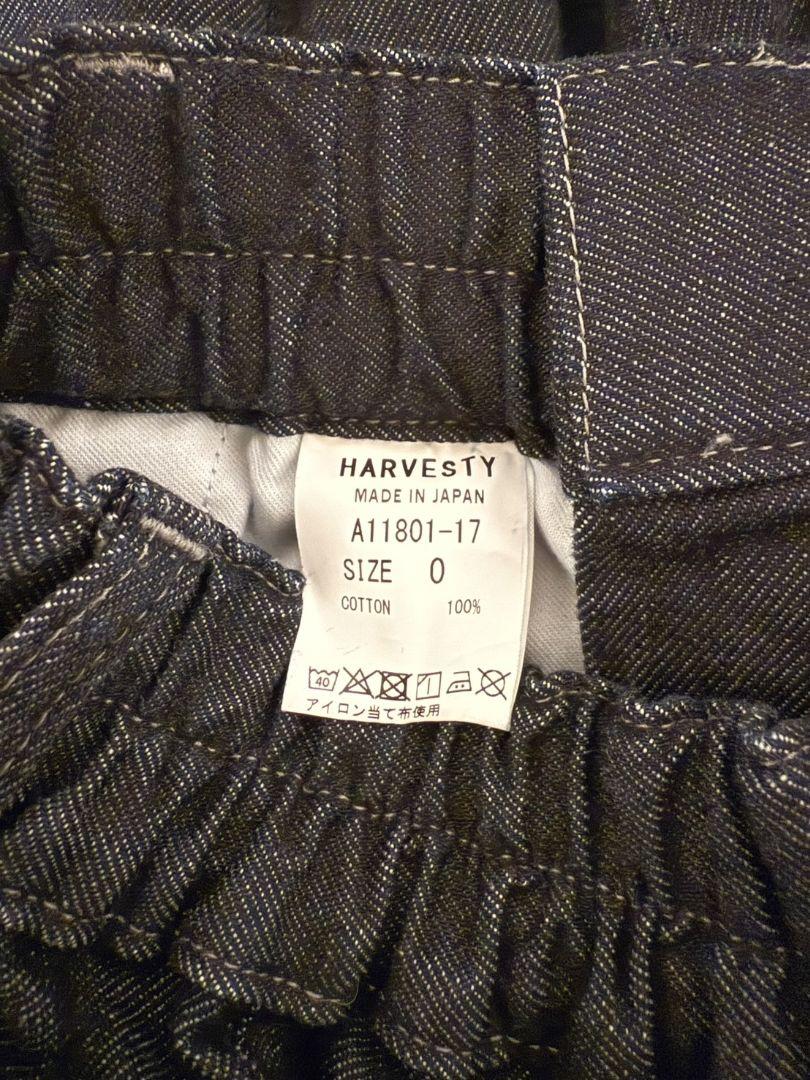 HARVESTY
MADE IN JAPAN
A11801-17
SIZE 0
COTTON 100%
40
アイロン当て布使用